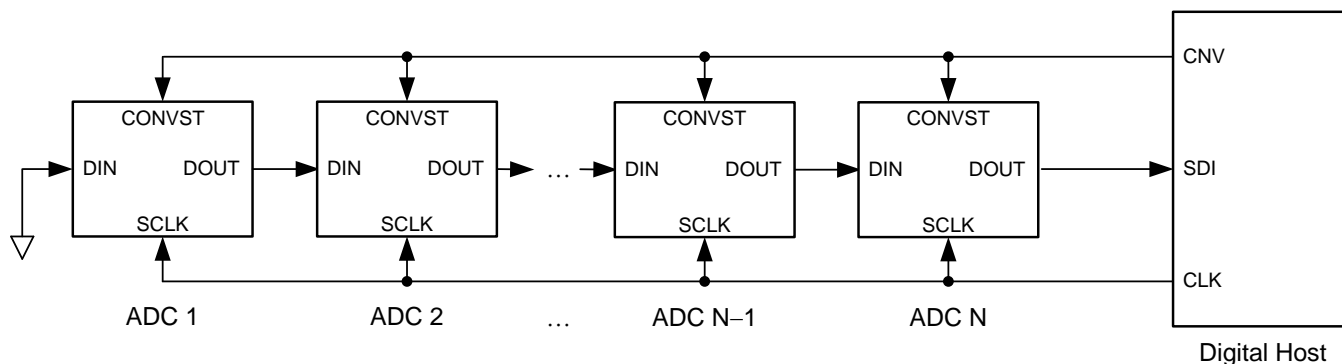 CNV
CONVST
CONVST
CONVST
CONVST
DIN
DOUT
DIN
DOUT
...
DIN
DOUT
DIN
DOUT
SDI
SCLK
SCLK
SCLK
SCLK
CLK
ADC 1
ADC 2
...
ADC N−1
ADC N
Digital Host